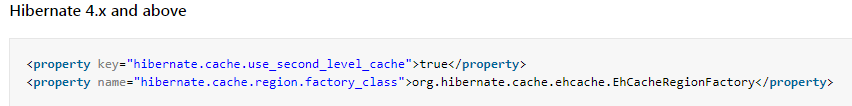 Hibernate 4.x and above
<property key="hibernate.cache.use_second_level_cache">true</property>
<property name="hibernate.cache.region.factory_class">org.hibernate.cache.ehcache.EhCacheRegionFactory</property>